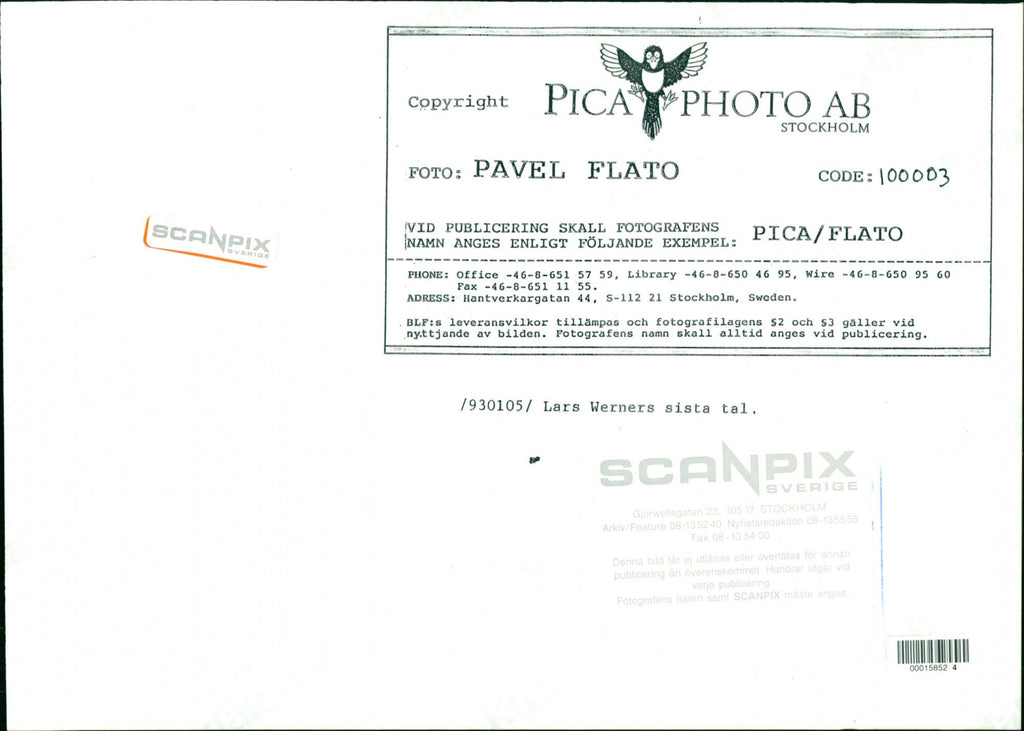 Copyright PICA PHOTO AB
STOCKHOLM
FOTO: PAVEL FLATO CODE: 100003
VID PUBLICERING SKALL FOTOGRAFENS
NAMN ANGES ENLIGT FÖLJANDE EXEMPEL: PICA/FLATO
PHONE: Office -46-8-651 57 59, Library -46-8-650 46 95, Wire -46-8-650 95 60
Fax -46-8-651 11 55.
ADRESS: Hantverkargatan 44, S-112 21 Stockholm, Sweden.
BLF:s leveransvilkor tillämpas och fotografilagens §2 och §3 gäller vid
nyttjande av bilden. Fotografens namn skall alltid anges vid publicering.
SCANPIX
SVERIGE
/930105/ Lars Werners sista tal.
SCANPIX
SVERIGE
Gjörwellsgatan 22, 105 17 STOCKHOLM
Arkiv/Feature 08-13 52 40. Nyhetsredaktion 08-13 55 55
Fax 08-13 54 00
Denna bild får ej utlånas eller överlåtas för annan
publicering än överenskommet. Honorar utgår vid
varje publicering.
Fotografens namn samt SCANPIX måste anges.
00015852 4